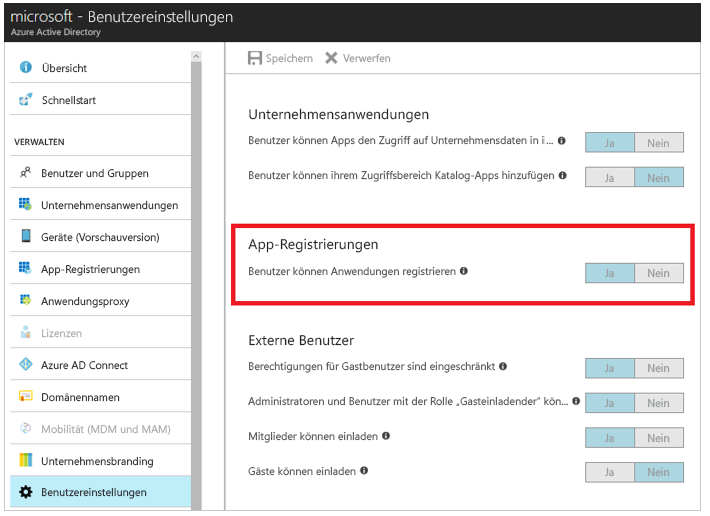 microsoft - Benutzereinstellungen
Azure Active Directory
Übersicht
Schnellstart
VERWALTEN
Benutzer und Gruppen
Unternehmensanwendungen
Geräte (Vorschauversion)
App-Registrierungen
Anwendungsproxy
Lizenzen
Azure AD Connect
Domänennamen
Mobilität (MDM und MAM)
Unternehmensbranding
Benutzereinstellungen
Speichern Verwerfen
Unternehmensanwendungen
Benutzer können Apps den Zugriff auf Unternehmensdaten in i... Ja Nein
Benutzer können ihrem Zugriffsbereich Katalog-Apps hinzufügen Ja Nein
App-Registrierungen
Benutzer können Anwendungen registrieren Ja Nein
Externe Benutzer
Berechtigungen für Gastbenutzer sind eingeschränkt Ja Nein
Administratoren und Benutzer mit der Rolle „Gasteinladender" kön... Ja Nein
Mitglieder können einladen Ja Nein
Gäste können einladen Ja Nein